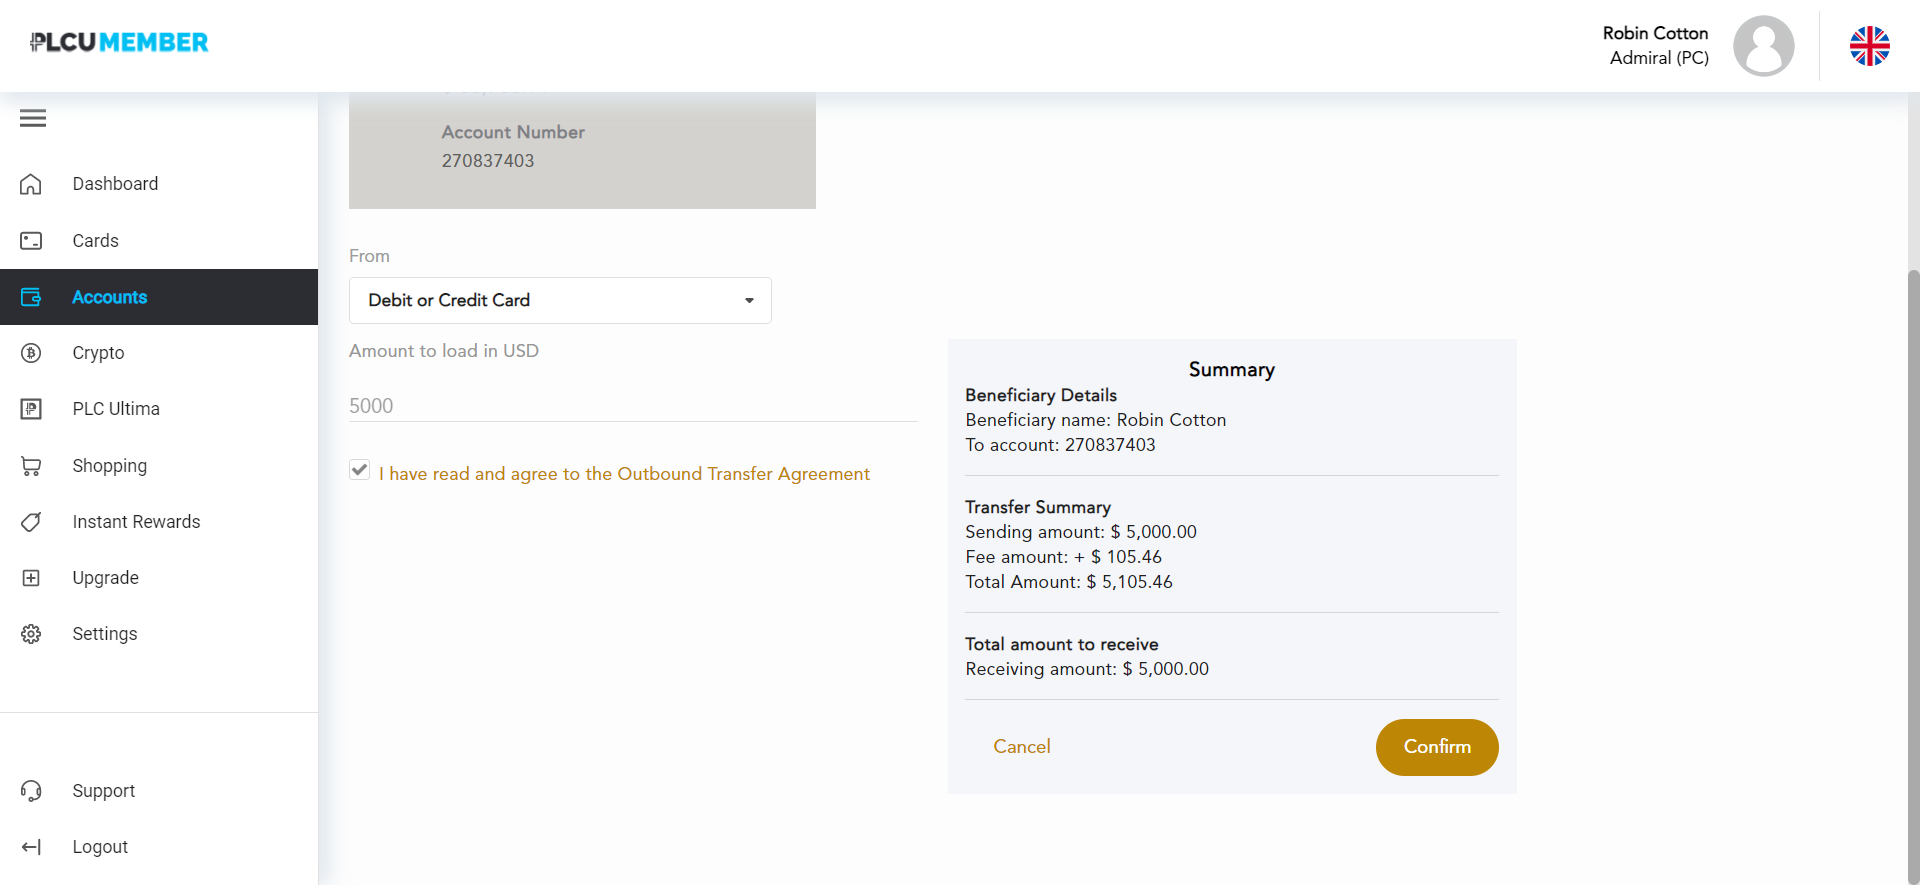 PLCU MEMBER
Robin Cotton
Admiral (PC)
Dashboard
Cards
Accounts
Crypto
PLC Ultima
Shopping
Instant Rewards
Upgrade
Settings
Support
Logout
Account Number
270837403
From
Debit or Credit Card
Amount to load in USD
5000
I have read and agree to the Outbound Transfer Agreement
Summary
Beneficiary Details
Beneficiary name: Robin Cotton
To account: 270837403
Transfer Summary
Sending amount: $ 5,000.00
Fee amount: + $ 105.46
Total Amount: $ 5,105.46
Total amount to receive
Receiving amount: $ 5,000.00
Cancel
Confirm